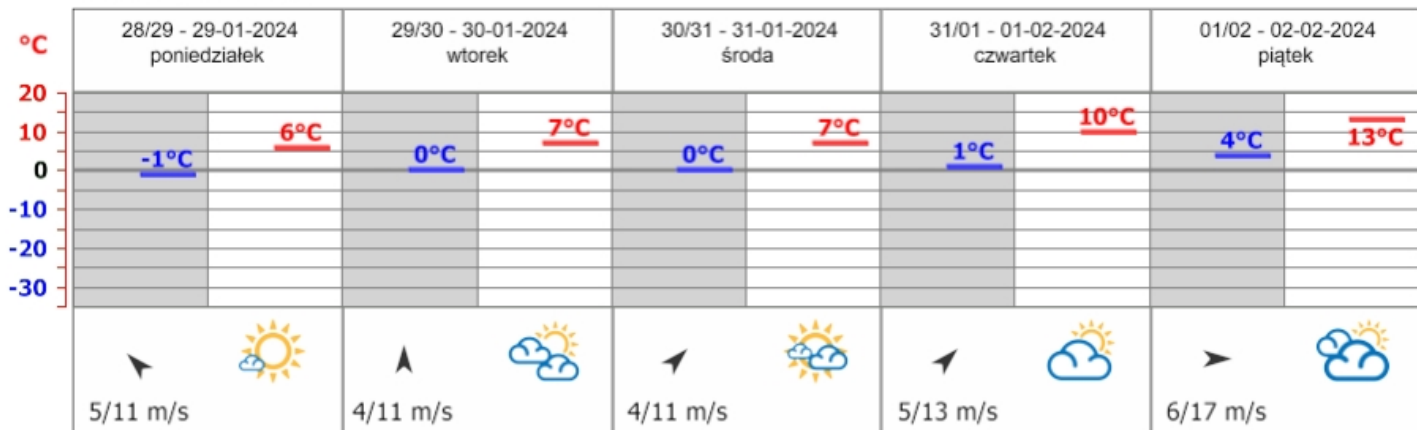 °C
28/29 - 29-01-2024
poniedziałek
29/30 - 30-01-2024
wtorek
30/31 - 31-01-2024
środa
31/01 - 01-02-2024
czwartek
01/02 - 02-02-2024
piątek
20
10
0
-10
-20
-30
-1°C
6°C
0°C
7°C
0°C
7°C
1°C
10°C
4°C
13°C
5/11 m/s
4/11 m/s
4/11 m/s
5/13 m/s
6/17 m/s